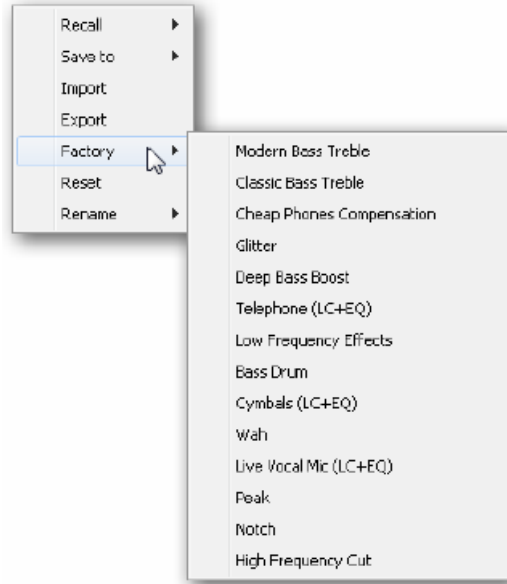 Recall
Save to
Import
Export
Factory
Reset
Rename
Modern Bass Treble
Classic Bass Treble
Cheap Phones Compensation
Glitter
Deep Bass Boost
Telephone (LC+EQ)
Low Frequency Effects
Bass Drum
Cymbals (LC+EQ)
Wah
Live Vocal Mic (LC+EQ)
Peak
Notch
High Frequency Cut